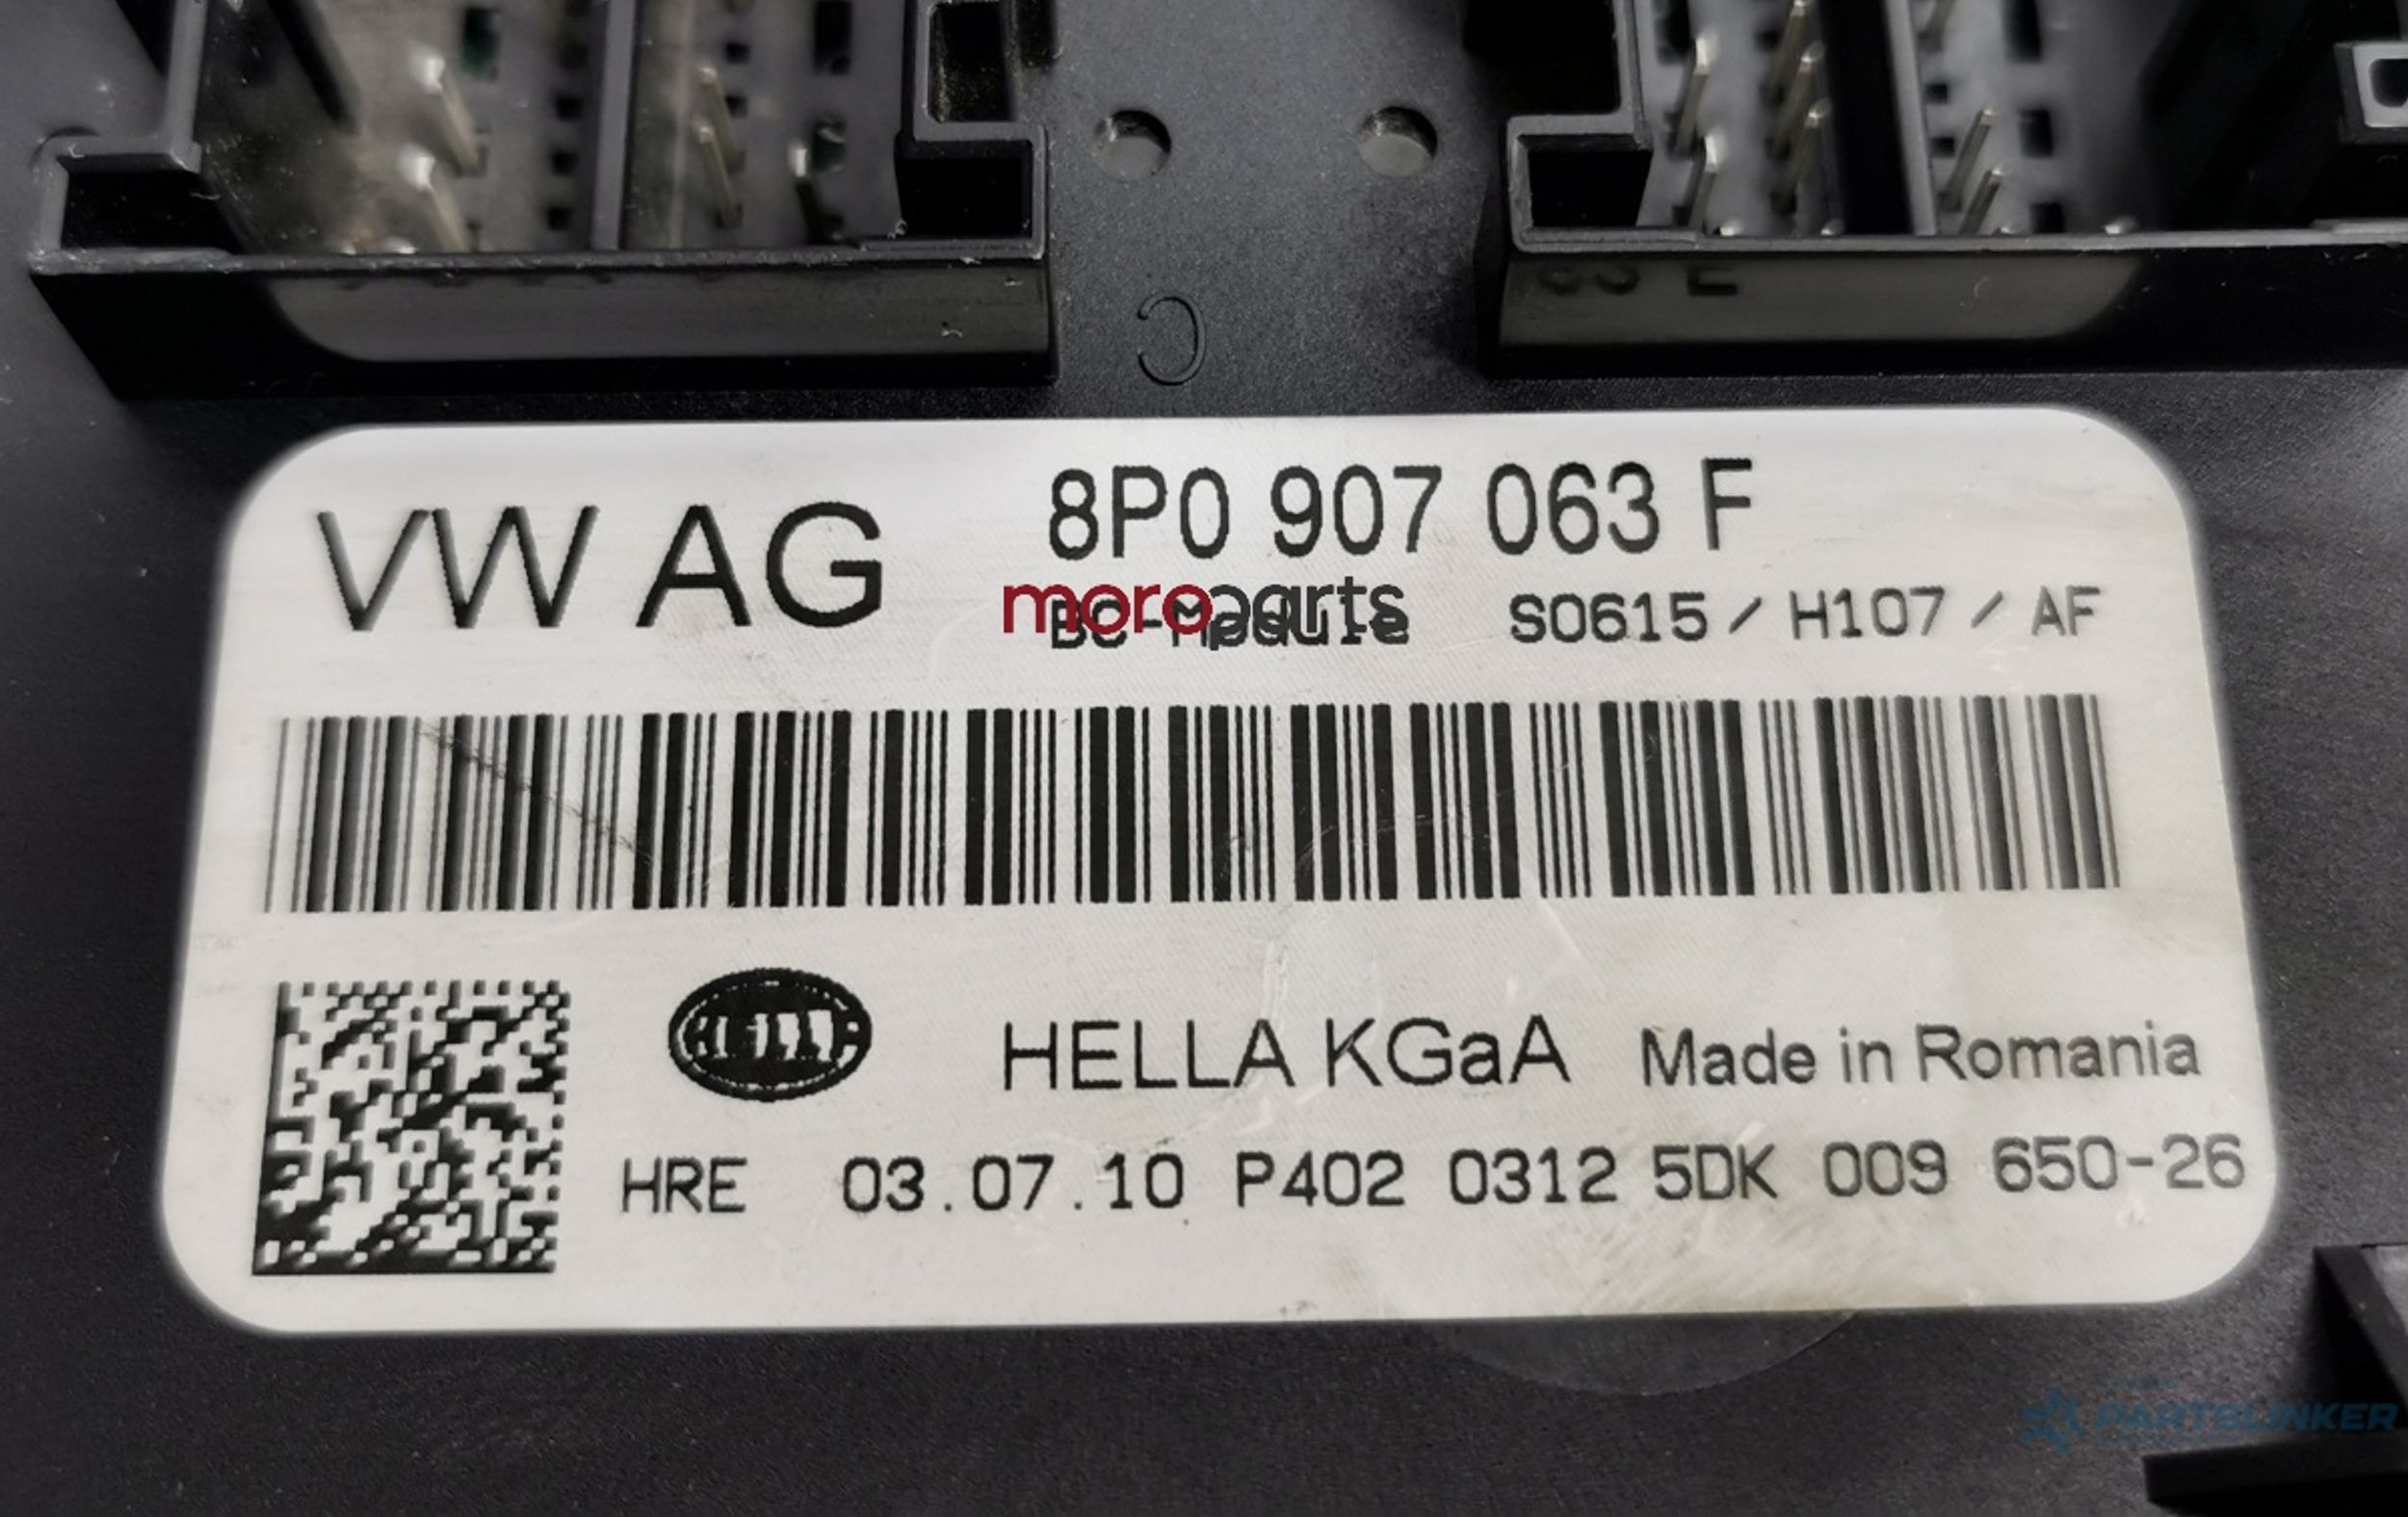 C
VW AG
8P0 907 063 F
moroparts
BC-Module
S0615 / H107 / AF
HELLA
HELLA KGaA Made in Romania
HRE 03.07.10 P402 0312 5DK 009 650-26
PARTSLINKER